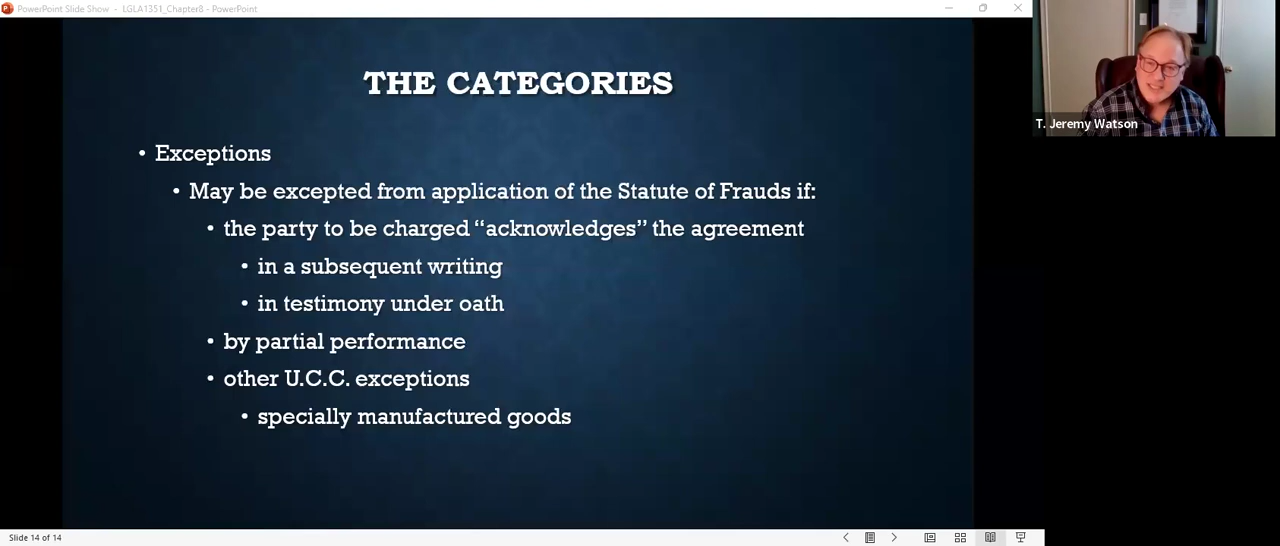 PowerPoint Slide Show - LGLA1351_Chapter8 - PowerPoint
THE CATEGORIES
• Exceptions
• May be excepted from application of the Statute of Frauds if:
• the party to be charged “acknowledges” the agreement
• in a subsequent writing
• in testimony under oath
• by partial performance
• other U.C.C. exceptions
• specially manufactured goods
T. Jeremy Watson
Slide 14 of 14